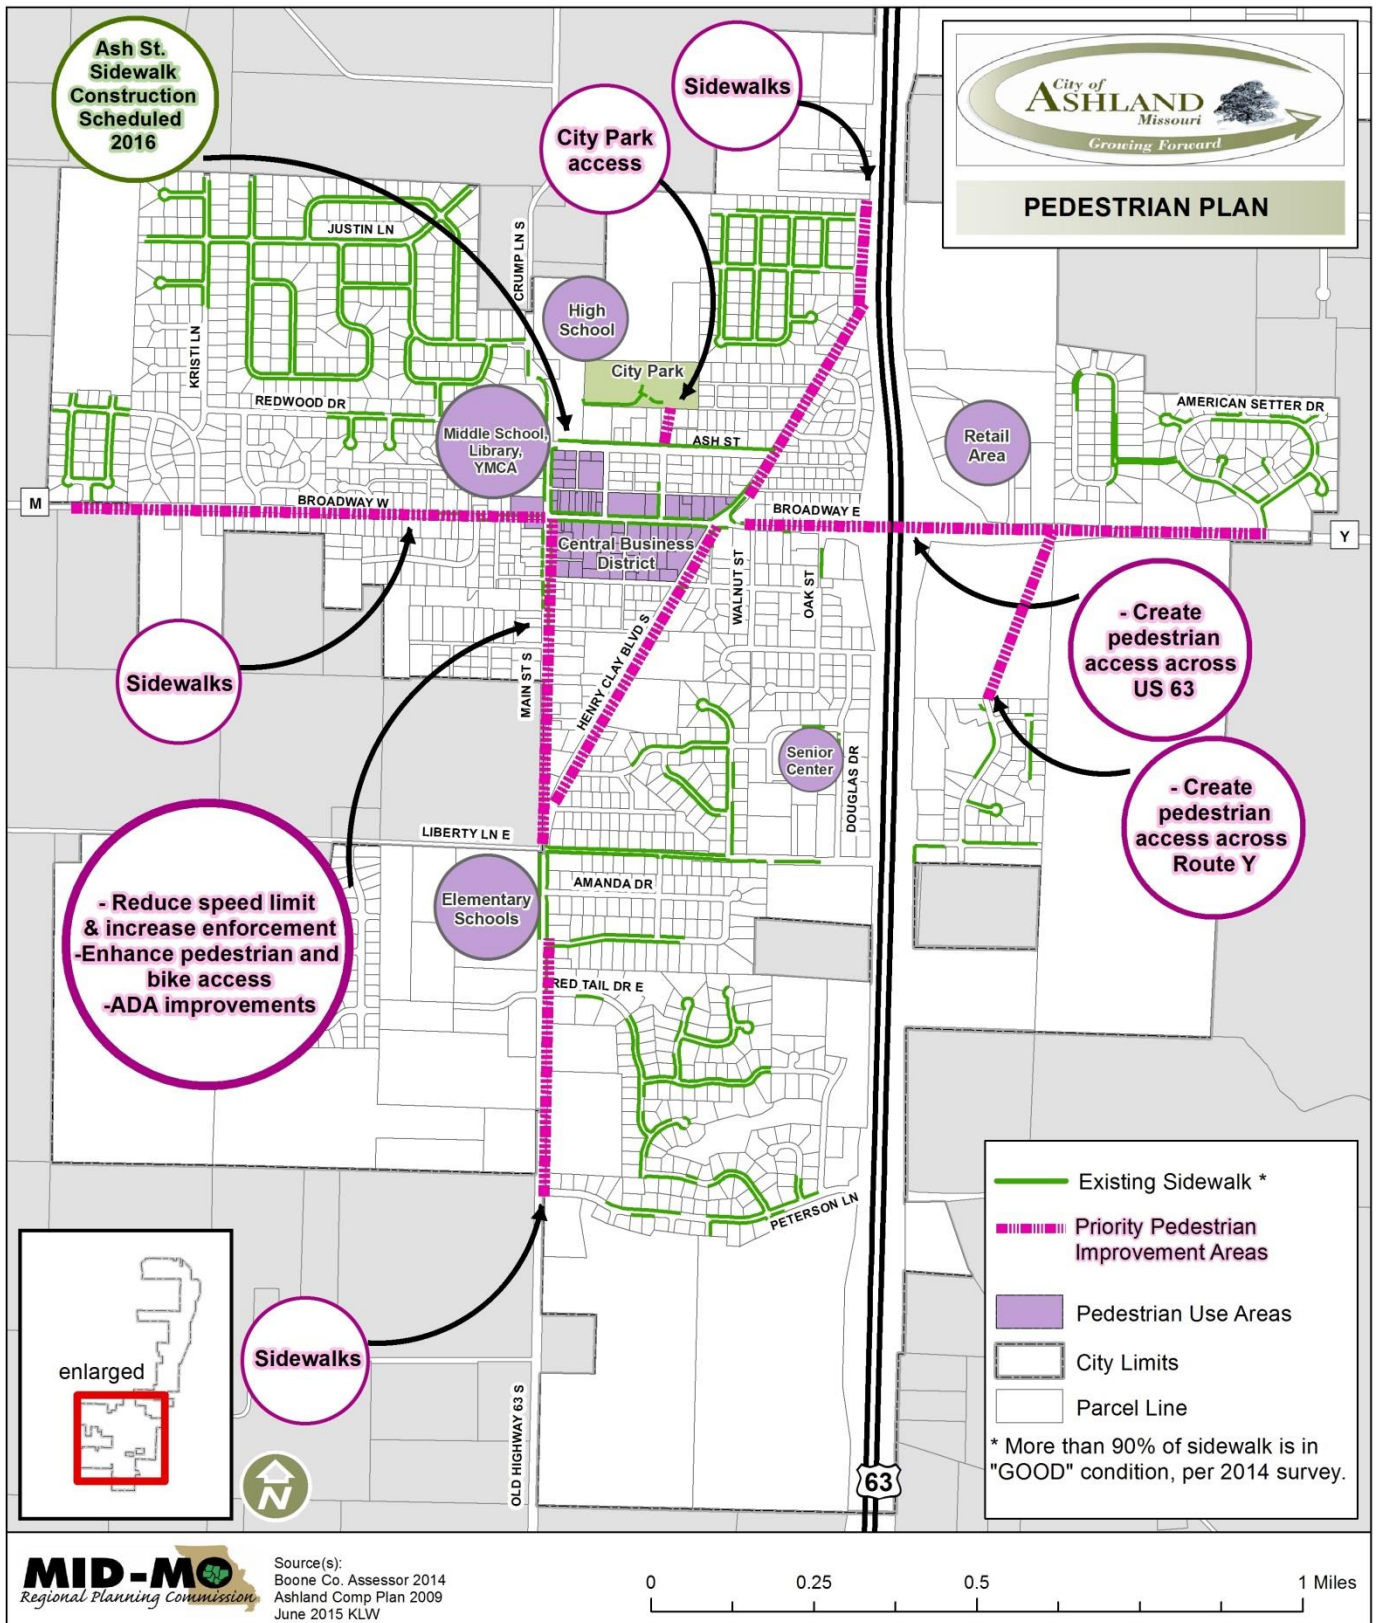 Ash St.
Sidewalk
Construction
Scheduled
2016
City Park
access
Sidewalks
City of
ASHLAND
Missouri
Growing Forward
PEDESTRIAN PLAN
JUSTIN LN
CRUMP LN S
High
School
KRISTI LN
City Park
REDWOOD DR
AMERICAN SETTER DR
Middle School,
Library,
YMCA
ASH ST
Retail
Area
M
BROADWAY W
BROADWAY E
Y
Central Business
District
WALNUT ST
OAK ST
- Create
pedestrian
access across
US 63
Sidewalks
MAIN ST S
HENRY CLAY BLVD S
Senior
Center
DOUGLAS DR
- Create
pedestrian
access across
Route Y
LIBERTY LN E
AMANDA DR
Elementary
Schools
- Reduce speed limit
& increase enforcement
-Enhance pedestrian and
bike access
-ADA improvements
RED TAIL DR E
PETERSON LN
Existing Sidewalk *
Priority Pedestrian
Improvement Areas
Pedestrian Use Areas
City Limits
Parcel Line
* More than 90% of sidewalk is in
"GOOD" condition, per 2014 survey.
Sidewalks
enlarged
N
OLD HIGHWAY 63 S
63
MID-MO
Regional Planning Commission
Source(s):
Boone Co. Assessor 2014
Ashland Comp Plan 2009
June 2015 KLW
0 0.25 0.5 1 Miles